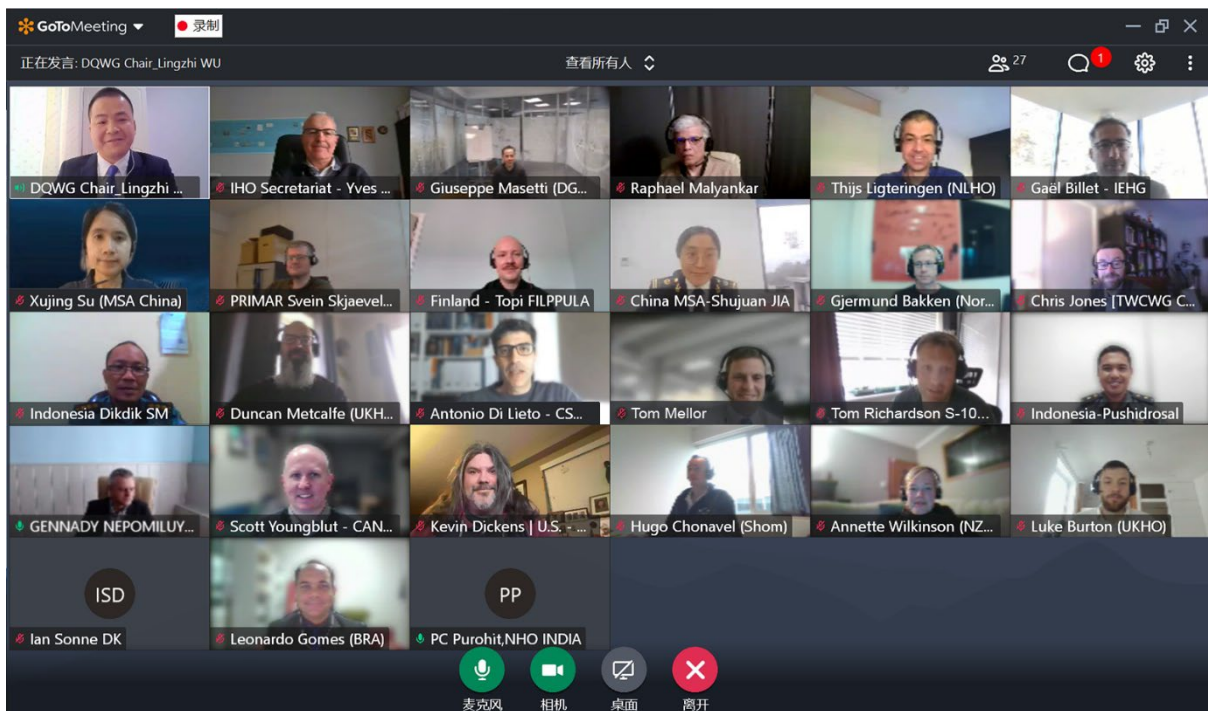 GoToMeeting 录制
正在发言: DQWG Chair_Lingzhi WU 查看所有人 27 1
DQWG Chair_Lingzhi ... IHO Secretariat - Yves ... Giuseppe Masetti (DG... Raphael Malyankar Thijs Ligteringen (NLHO) Gaël Billet - IEHG
Xujing Su (MSA China) PRIMAR Svein Skjaevel... Finland - Topi FILPPULA China MSA-Shujuan JIA Gjermund Bakken (Nor... Chris Jones [TWCWG C...
Indonesia Dikdik SM Duncan Metcalfe (UKH... Antonio Di Lieto - CS... Tom Mellor Tom Richardson S-10... Indonesia-Pushidrosal
GENNADY NEPOMILUY... Scott Youngblut - CAN... Kevin Dickens | U.S. - ... Hugo Chonavel (Shom) Annette Wilkinson (NZ... Luke Burton (UKHO)
ISD PP
Ian Sonne DK Leonardo Gomes (BRA) PC Purohit,NHO INDIA
麦克风 相机 桌面 离开